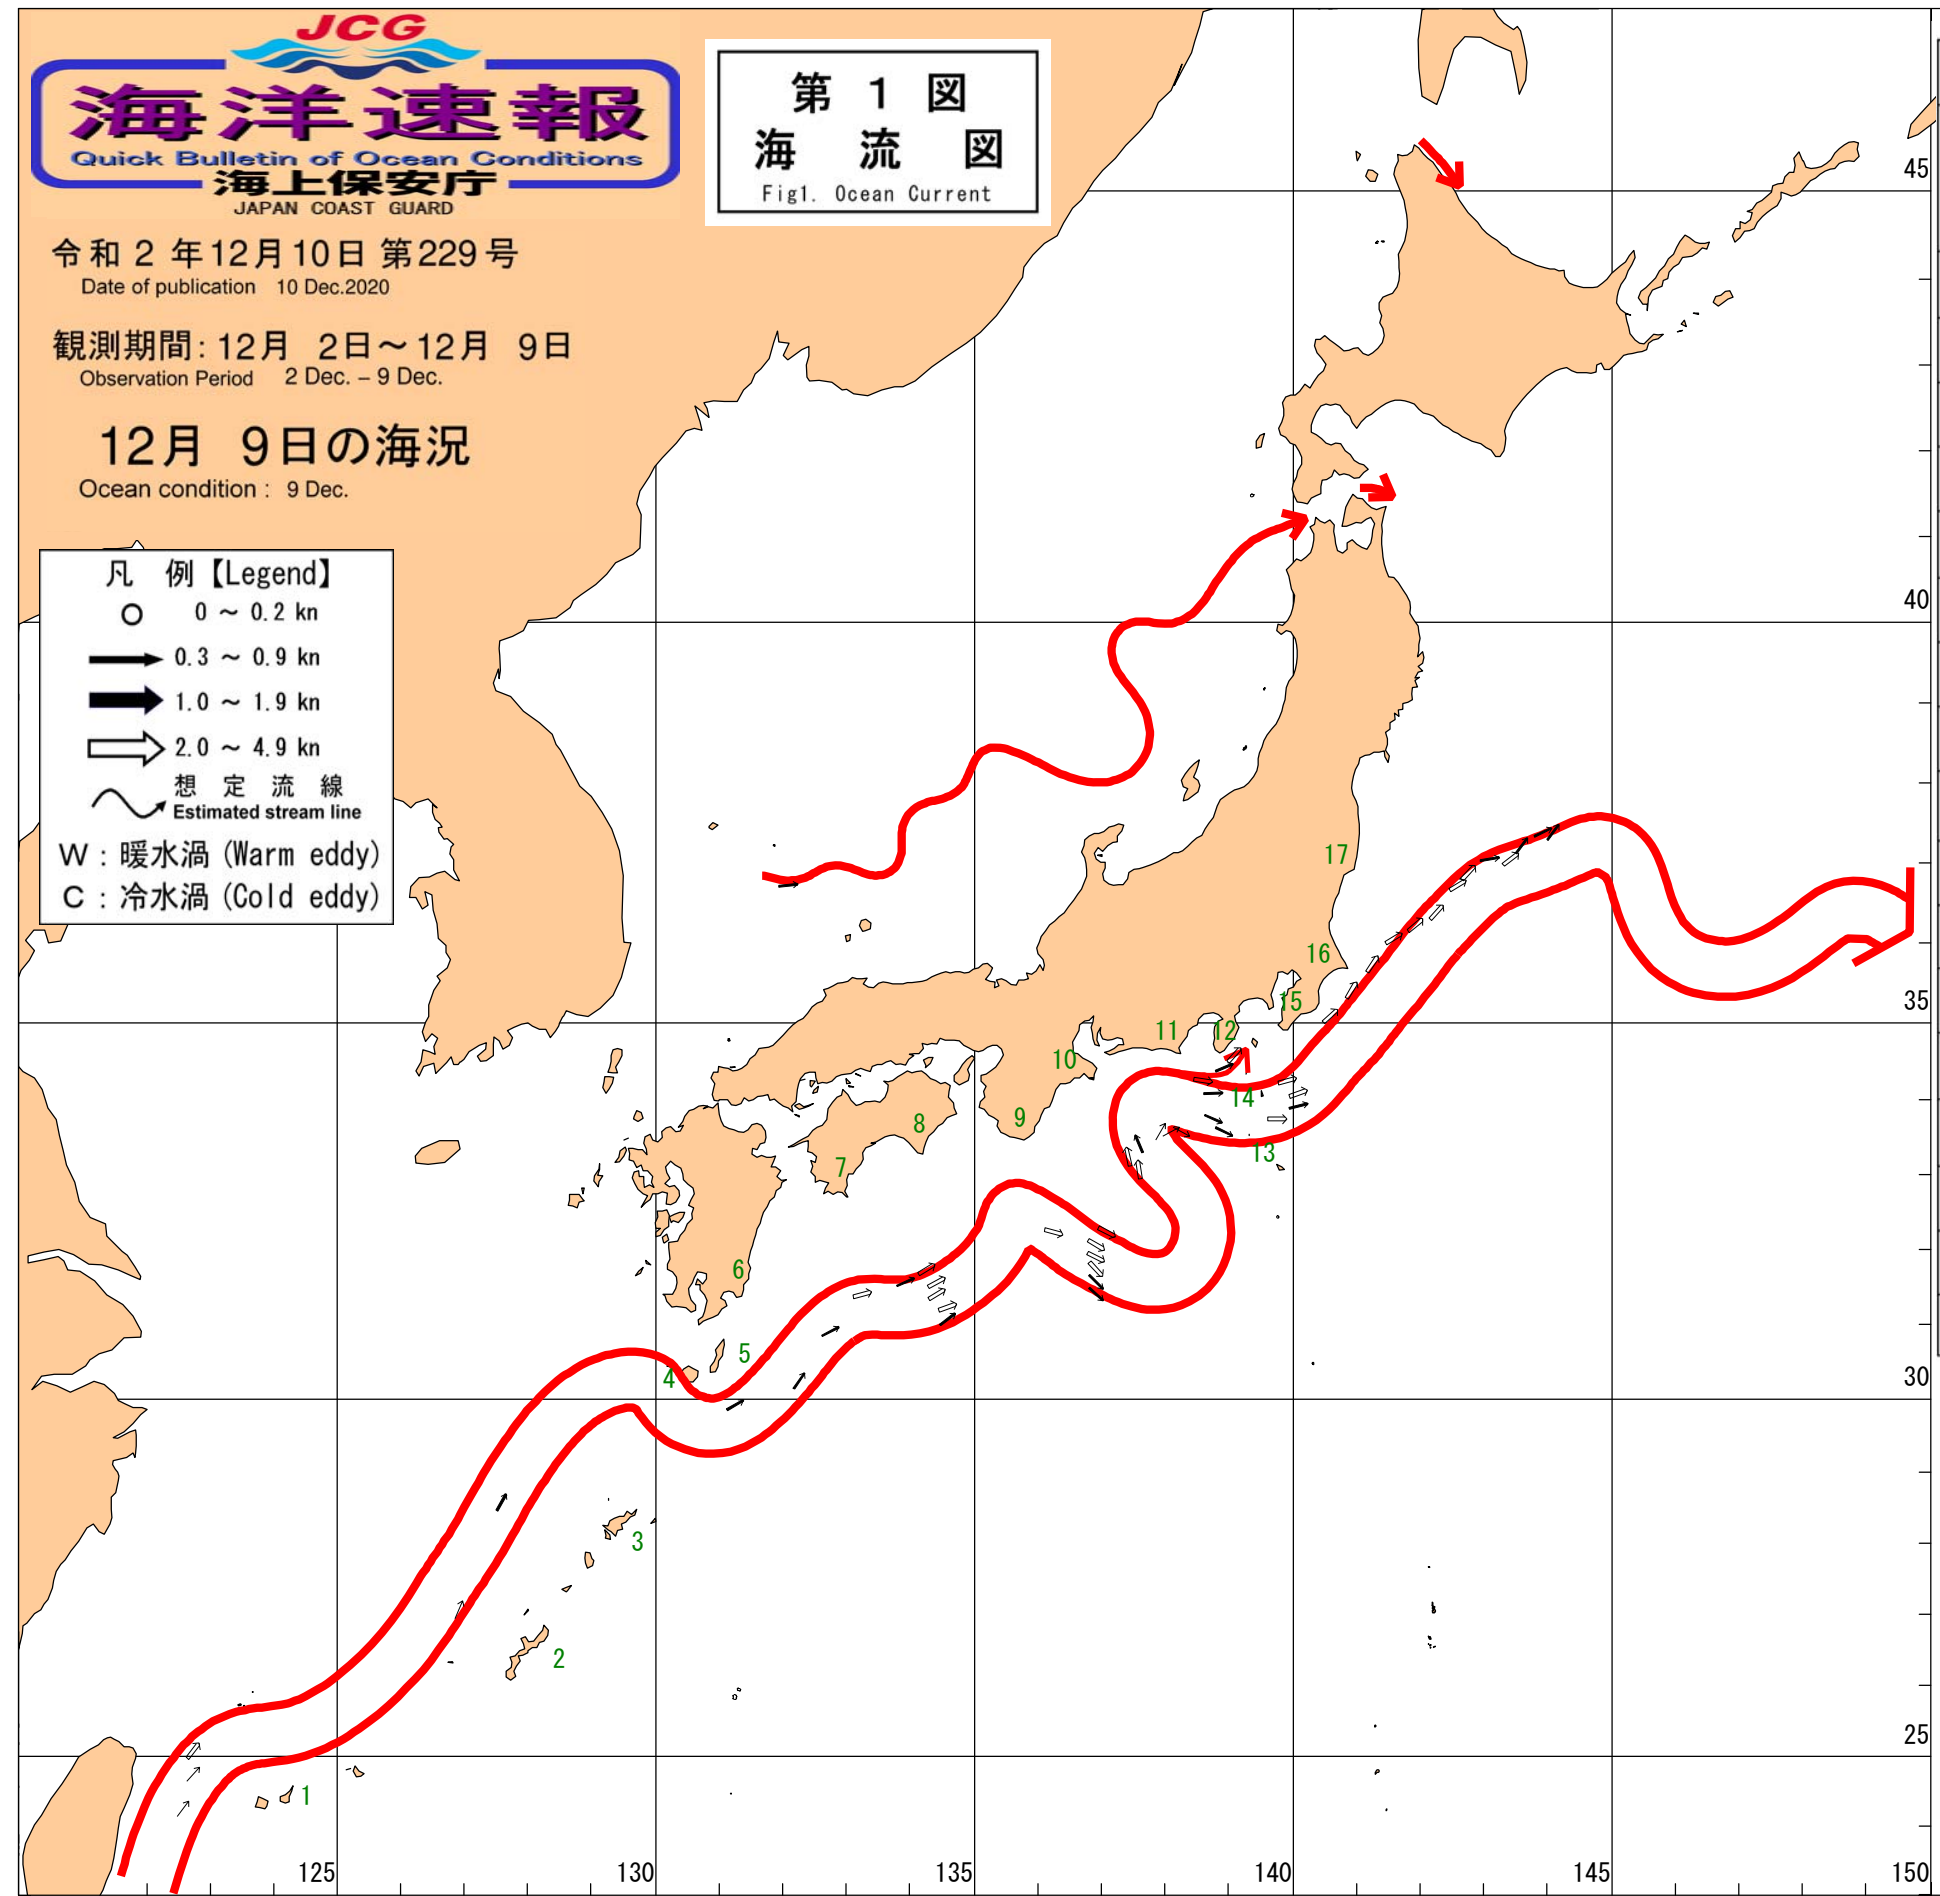 JCG
海洋速報
Quick Bulletin of Ocean Conditions
海上保安庁
JAPAN COAST GUARD
第 1 図
海 流 図
Fig1. Ocean Current
令和 2 年12月10日 第229号
Date of publication 10 Dec.2020
観測期間: 12月 2日～12月 9日
Observation Period 2 Dec. – 9 Dec.
12月 9日の海況
Ocean condition : 9 Dec.
凡 例【Legend】
0 ～ 0.2 kn
0.3 ～ 0.9 kn
1.0 ～ 1.9 kn
2.0 ～ 4.9 kn
想 定 流 線
Estimated stream line
W : 暖水渦 (Warm eddy)
C : 冷水渦 (Cold eddy)
45
40
17
16
35
15
12
11
10
14
9
8
13
7
6
5
4
30
3
2
25
1
125
130
135
140
145
150